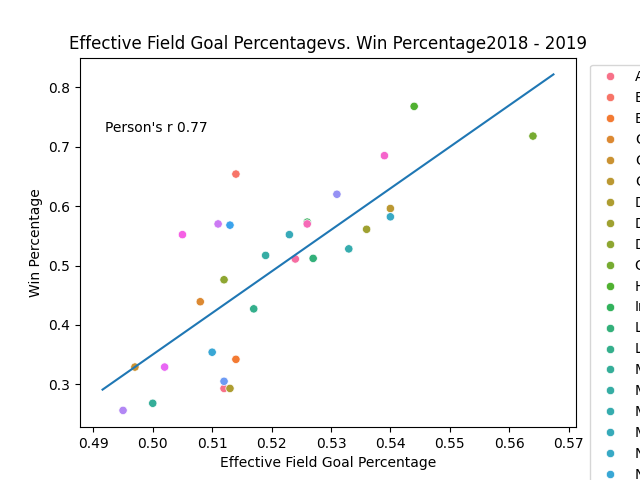 Effective Field Goal Percentagevs. Win Percentage2018 - 2019
Person's r 0.77
Win Percentage
0.8
0.7
0.6
0.5
0.4
0.3
0.49 0.50 0.51 0.52 0.53 0.54 0.55 0.56 0.57
Effective Field Goal Percentage